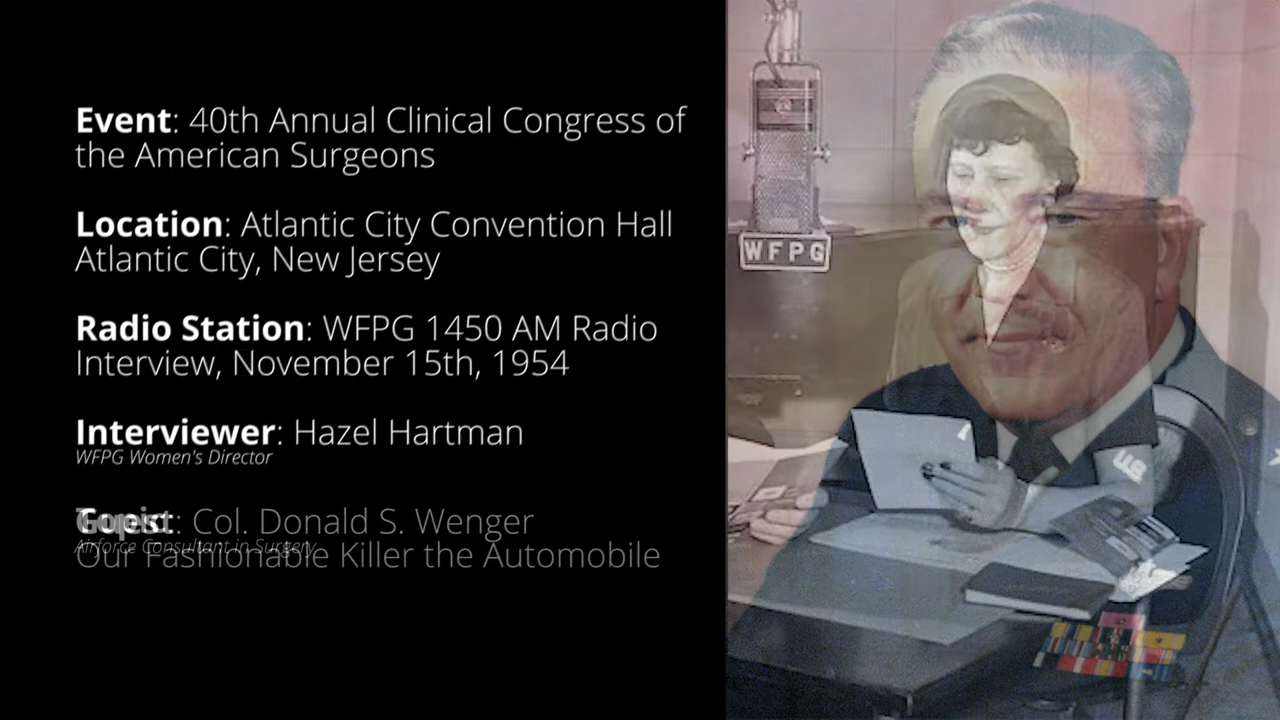 Event: 40th Annual Clinical Congress of
the American Surgeons
Location: Atlantic City Convention Hall
Atlantic City, New Jersey
Radio Station: WFPG 1450 AM Radio
Interview, November 15th, 1954
Interviewer: Hazel Hartman
WFPG Women's Director
Guest: Col. Donald S. Wenger
Airforce Consultant in Surgery
Our Fashionable Killer the Automobile
WFPG
U.S.